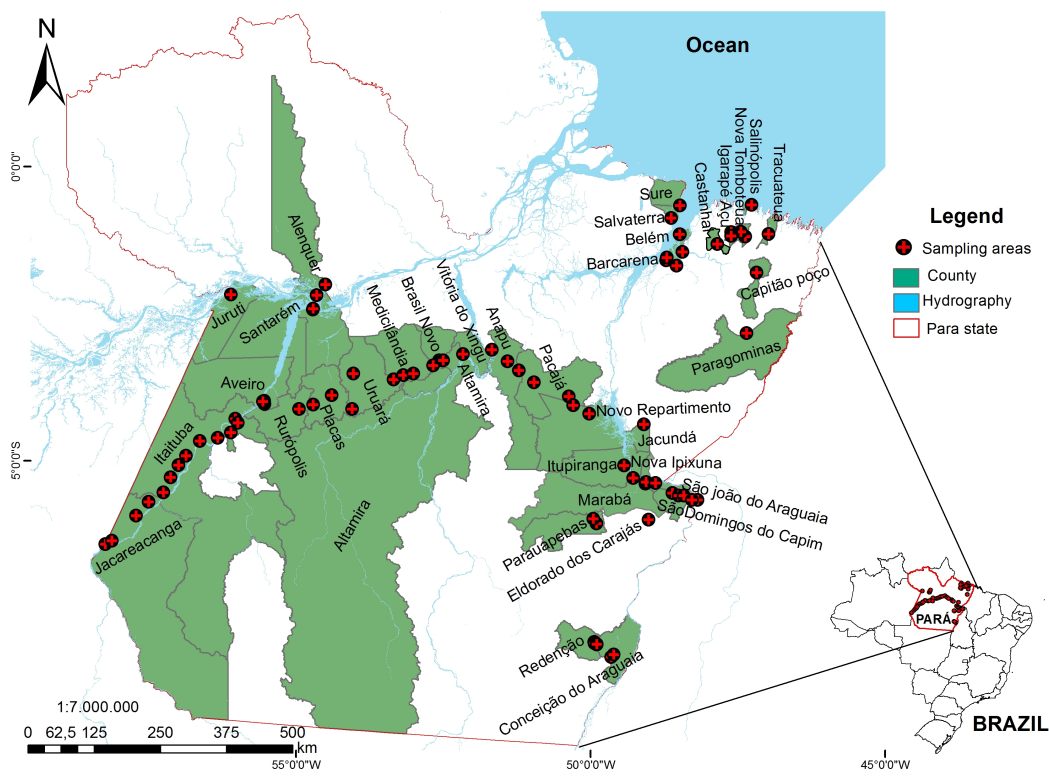 N
Ocean
0°0'0"
5°0'0"S
Alenquer
Juruti
Santarém
Aveiro
Itaituba
Jacareacanga
Rurópolis
Placas
Uruará
Medicilândia
Brasil Novo
Vitória do Xingu
Altamira
Altamira
Anapu
Pacajá
Novo Repartimento
Jacundá
Itupiranga
Nova Ipixuna
Marabá
São joão do Araguaia
SãoDomingos do Capim
Parauapebas
Eldorado dos Carajás
Redenção
Conceição do Araguaia
Sure
Salvaterra
Belém
Barcarena
Castanhal
Igarapé Açu
Nova Tomboteua
Salinópolis
Tracuateua
Capitão poço
Paragominas
Legend
Sampling areas
County
Hydrography
Para state
PARÁ
BRAZIL
1:7.000.000
0 62,5 125 250 375 500
km
55°0'0"W
50°0'0"W
45°0'0"W